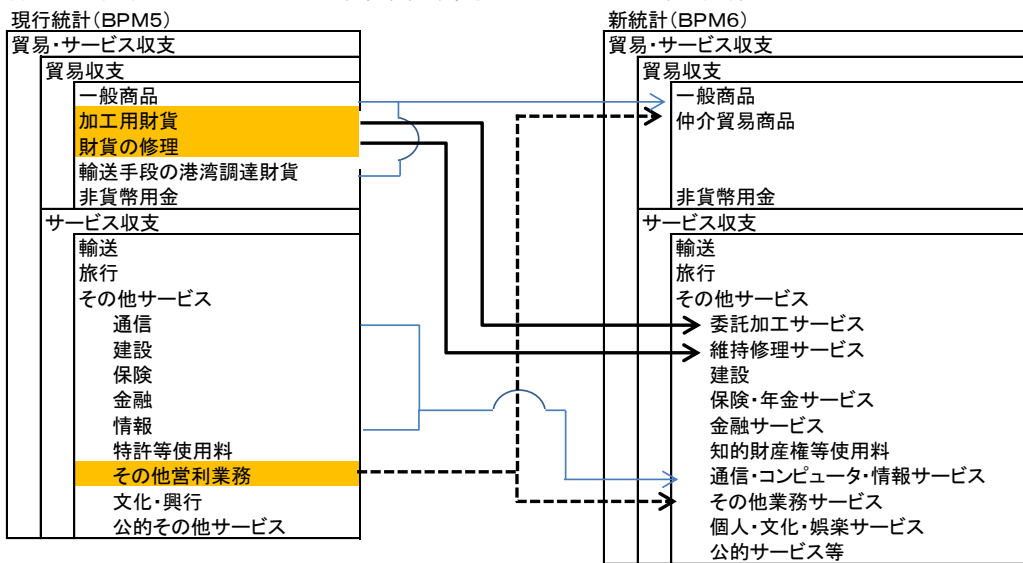 現行統計(BPM5)
貿易・サービス収支
貿易収支
一般商品
加工用財貨
財貨の修理
輸送手段の港湾調達財貨
非貨幣用金
サービス収支
輸送
旅行
その他サービス
通信
建設
保険
金融
情報
特許等使用料
その他営利業務
文化・興行
公的その他サービス
新統計(BPM6)
貿易・サービス収支
貿易収支
一般商品
仲介貿易商品
非貨幣用金
サービス収支
輸送
旅行
その他サービス
委託加工サービス
維持修理サービス
建設
保険・年金サービス
金融サービス
知的財産権等使用料
通信・コンピュータ・情報サービス
その他業務サービス
個人・文化・娯楽サービス
公的サービス等